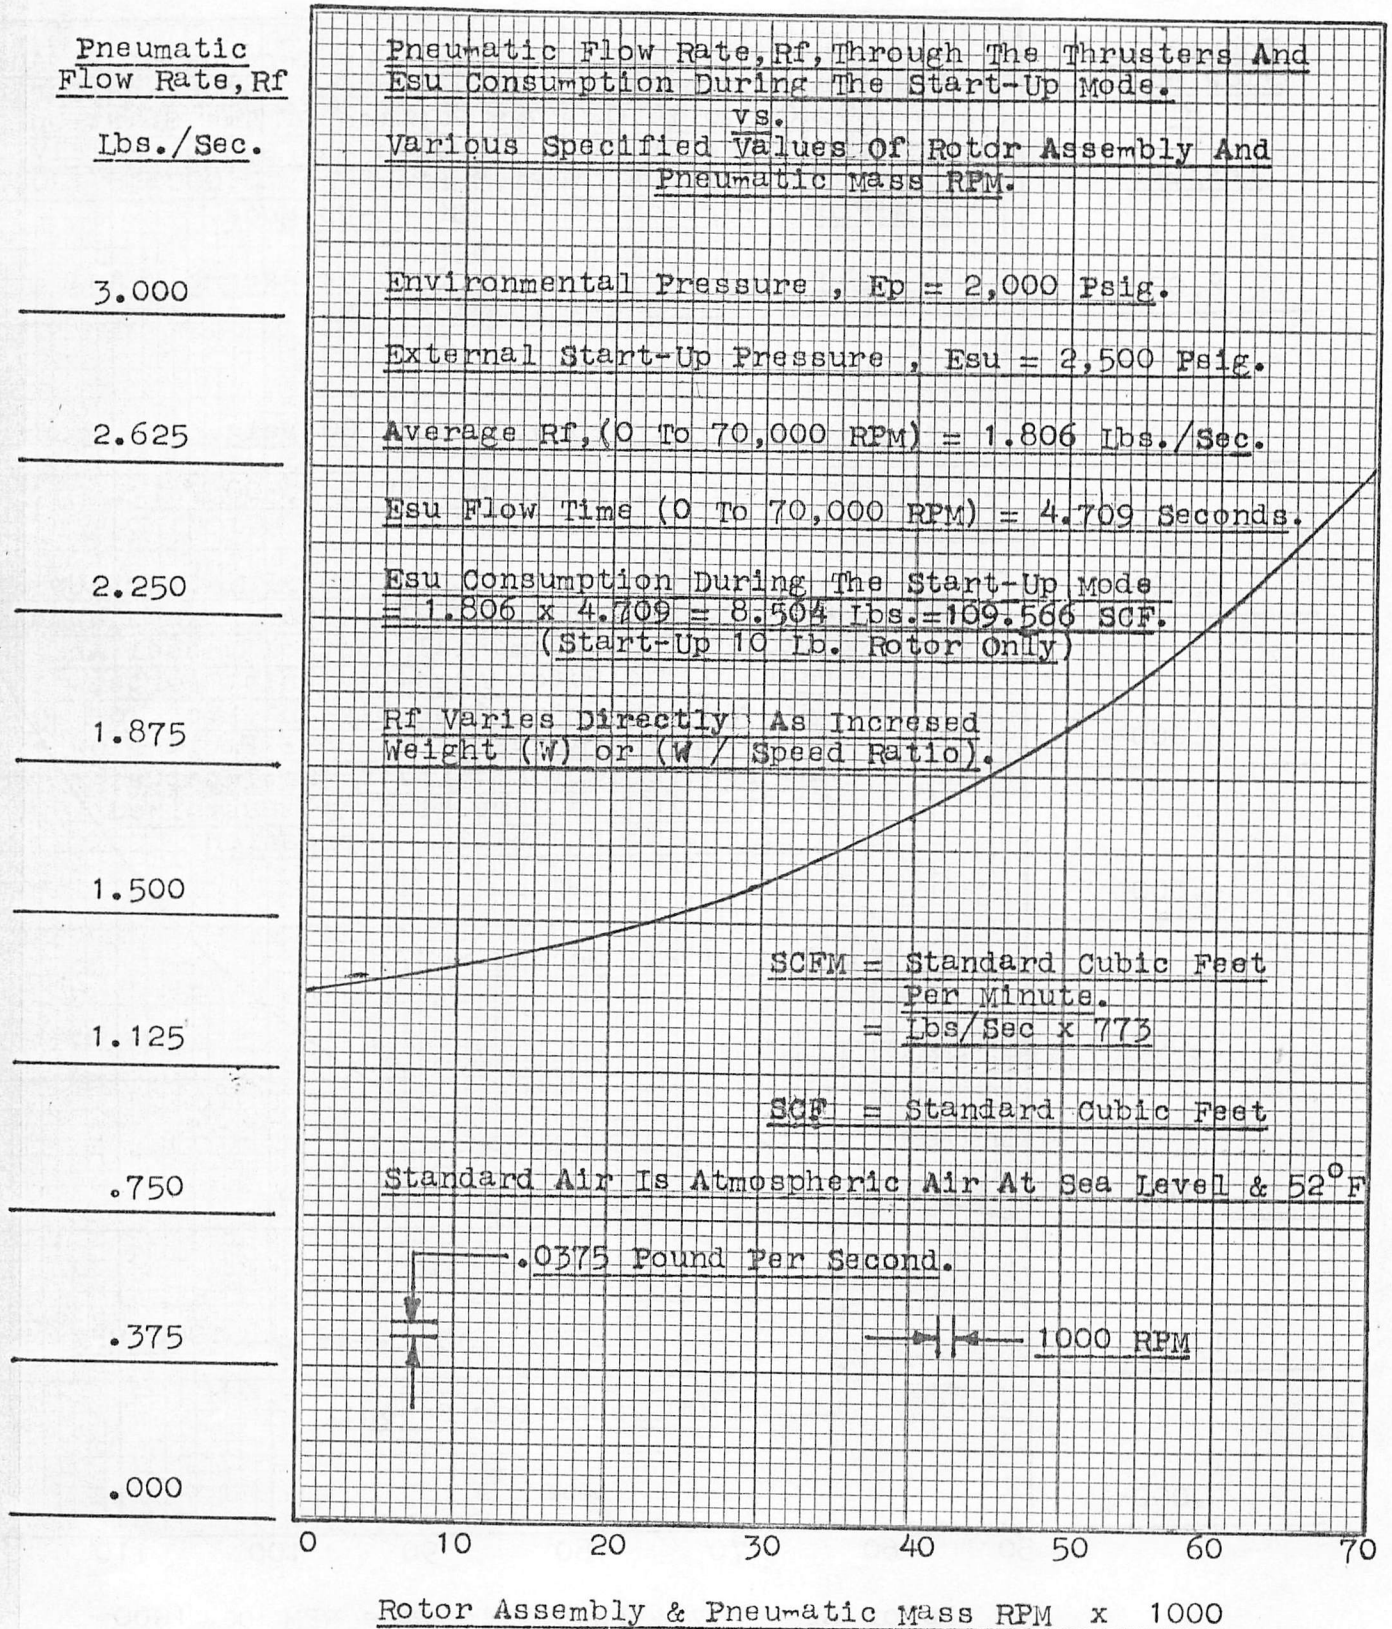 Pneumatic
Flow Rate, Rf
Lbs./Sec.
Pneumatic Flow Rate, Rf, Through The Thrusters And
Esu Consumption During The Start-Up Mode.
vs.
Various Specified Values Of Rotor Assembly And
Pneumatic Mass RPM.
3.000
Environmental Pressure , Ep = 2,000 Psig.
External Start-Up Pressure , Esu = 2,500 Psig.
2.625
Average Rf, (0 To 70,000 RPM) = 1.806 Lbs./Sec.
Esu Flow Time (0 To 70,000 RPM) = 4.709 Seconds.
2.250
Esu Consumption During The Start-Up Mode
= 1.806 x 4.709 = 8.504 Lbs.=109.566 SCF.
(Start-Up 10 Lb. Rotor Only)
1.875
Rf Varies Directly As Incresed
Weight (W) or (W / Speed Ratio).
1.500
SCFM = Standard Cubic Feet
Per Minute.
= Lbs/Sec x 773
1.125
SCF = Standard Cubic Feet
.750
Standard Air Is Atmospheric Air At Sea Level & 52°F
.0375 Pound Per Second.
.375
1000 RPM
.000
0 10 20 30 40 50 60 70
Rotor Assembly & Pneumatic Mass RPM x 1000